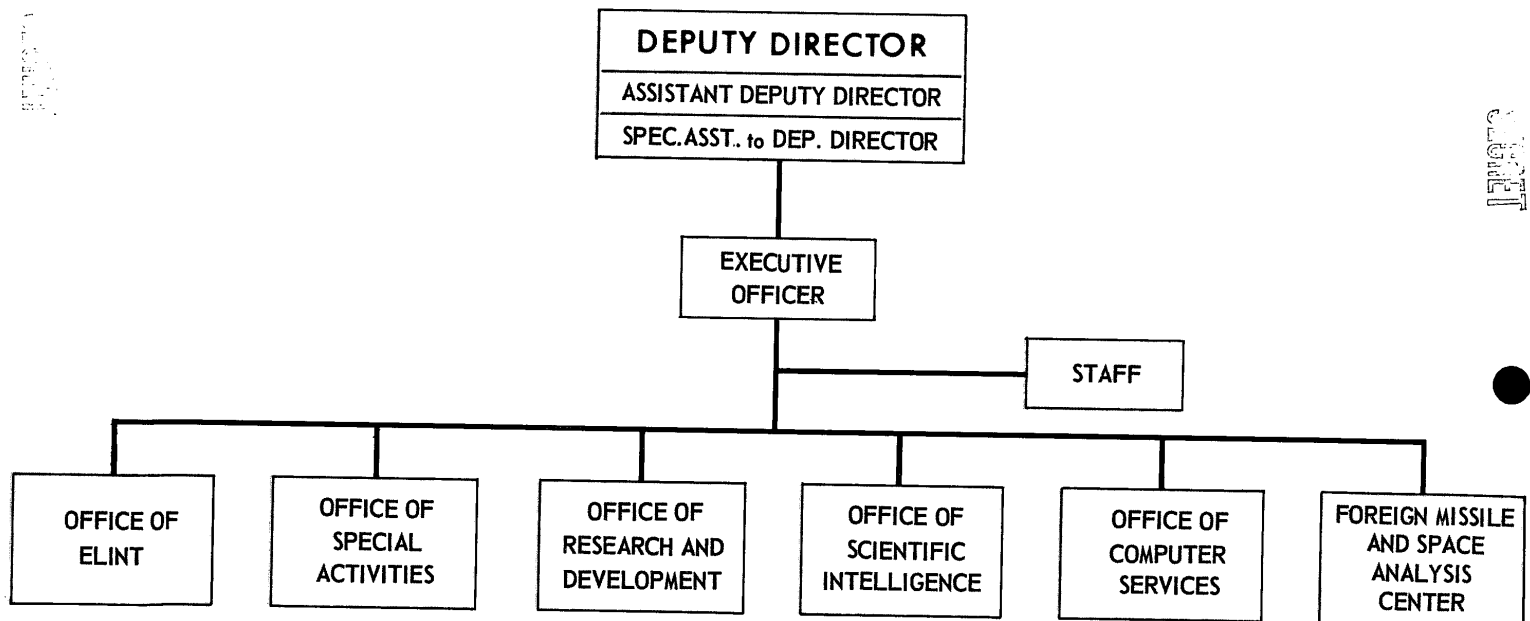 DEPUTY DIRECTOR
ASSISTANT DEPUTY DIRECTOR
SPEC.ASST.. to DEP. DIRECTOR
SECRET
EXECUTIVE
OFFICER
STAFF
OFFICE OF
ELINT
OFFICE OF
SPECIAL
ACTIVITIES
OFFICE OF
RESEARCH AND
DEVELOPMENT
OFFICE OF
SCIENTIFIC
INTELLIGENCE
OFFICE OF
COMPUTER
SERVICES
FOREIGN MISSILE
AND SPACE
ANALYSIS
CENTER